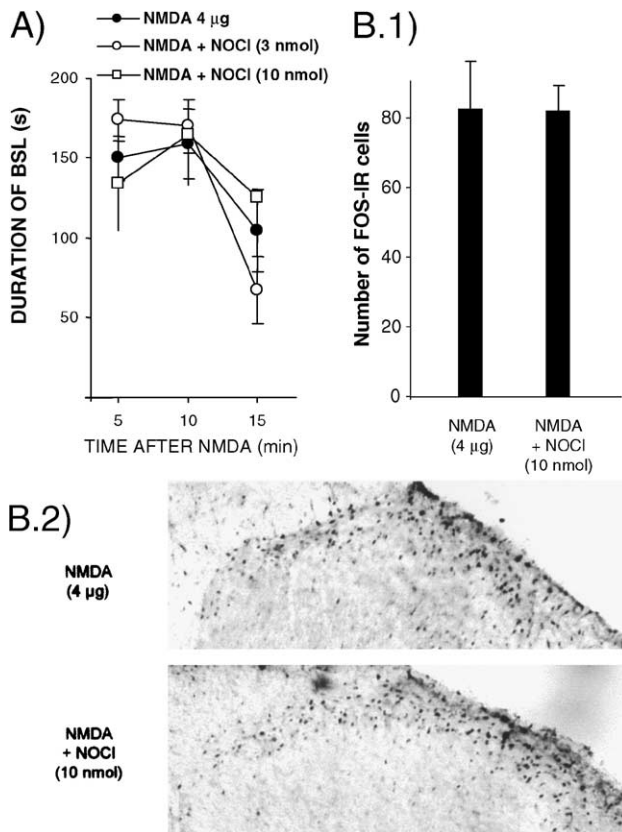 A)
NMDA 4 µg
NMDA + NOCI (3 nmol)
NMDA + NOCI (10 nmol)
DURATION OF BSL (s)
200
150
100
50
5 10 15
TIME AFTER NMDA (min)
B.1)
Number of FOS-IR cells
80
60
40
20
0
NMDA
(4 µg)
NMDA
+ NOCI
(10 nmol)
B.2)
NMDA
(4 µg)
NMDA
+ NOCI
(10 nmol)